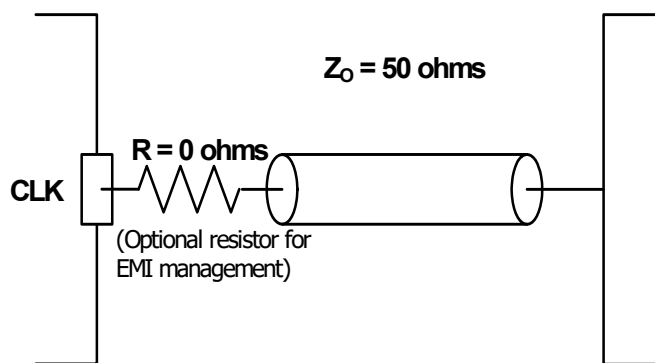 Z_O = 50 ohms
R = 0 ohms
CLK
(Optional resistor for
EMI management)